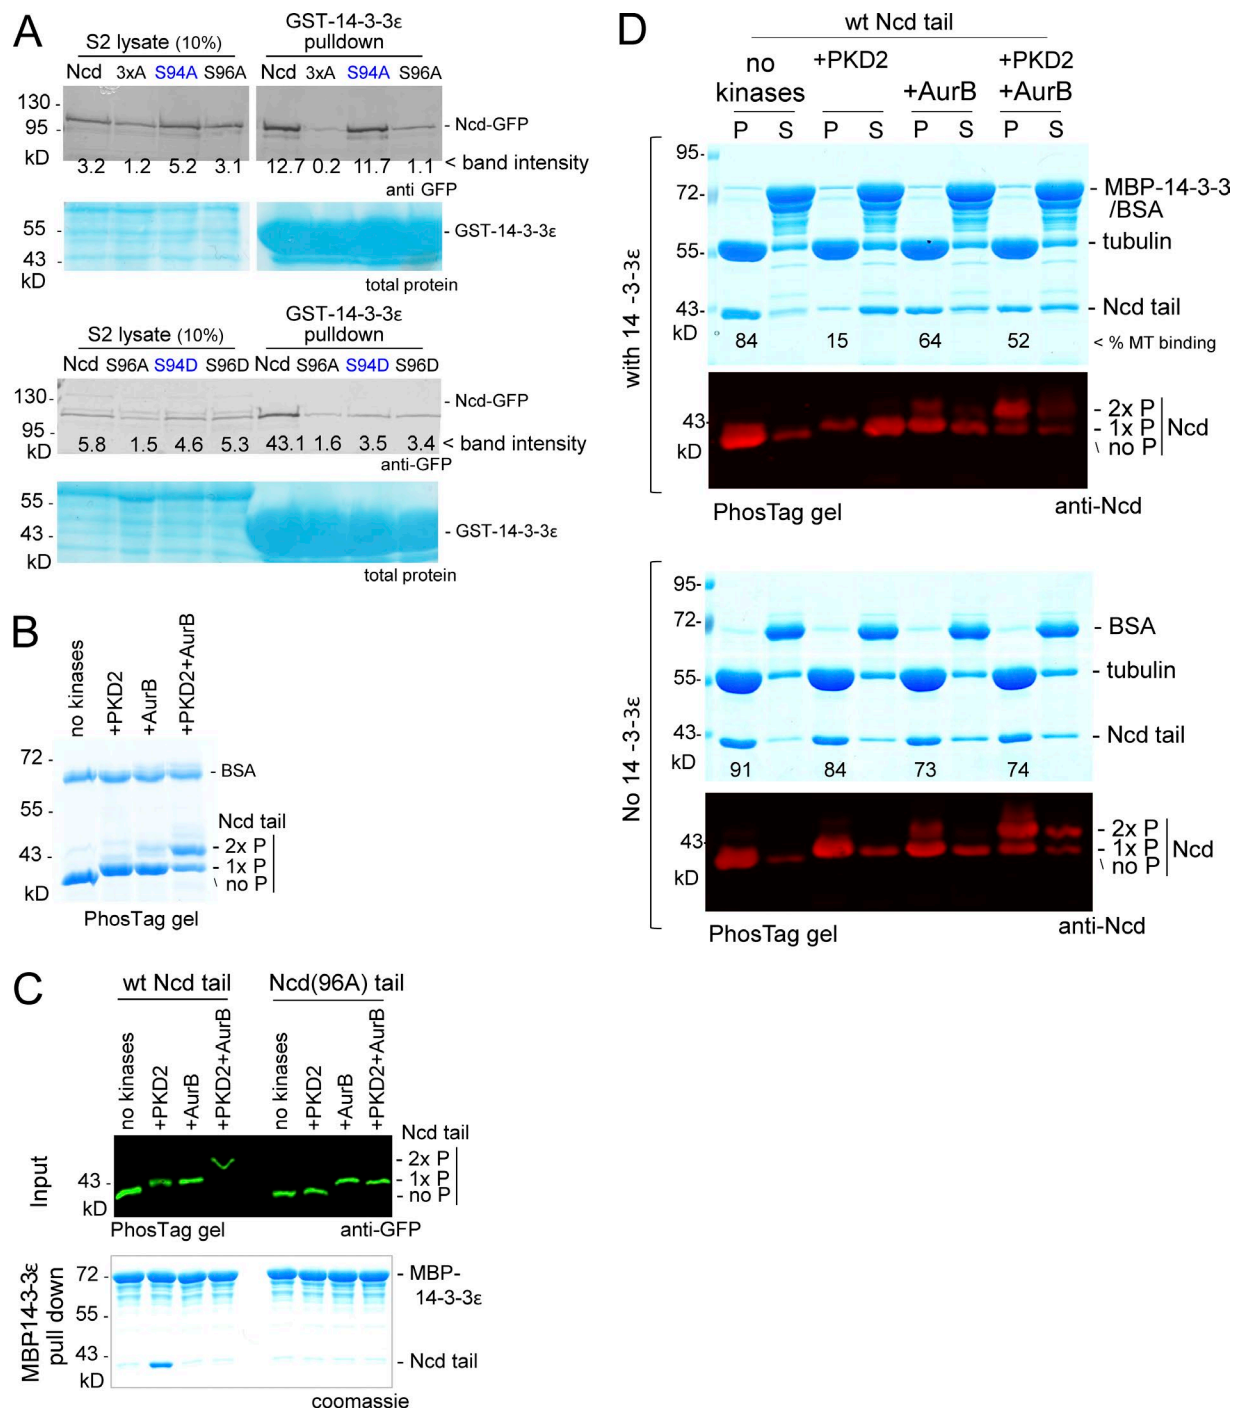 A
S2 lysate (10%)
GST-14-3-3ε
pulldown
Ncd 3xA S94A S96A Ncd 3xA S94A S96A
130 -
95 -
kD
- Ncd-GFP
3.2 1.2 5.2 3.1 12.7 0.2 11.7 1.1 < band intensity
anti GFP
55 -
43 -
kD
- GST-14-3-3ε
total protein
S2 lysate (10%)
GST-14-3-3ε
pulldown
Ncd S96A S94D S96D Ncd S96A S94D S96D
130 -
95 -
kD
- Ncd-GFP
5.8 1.5 4.6 5.3 43.1 1.6 3.5 3.4 < band intensity
anti-GFP
55 -
43 -
kD
- GST-14-3-3ε
total protein
B
no kinases
+PKD2
+AurB
+PKD2+AurB
72 -
55 -
43 -
kD
- BSA
Ncd tail
- 2x P
- 1x P
\ no P
PhosTag gel
C
wt Ncd tail
Ncd(96A) tail
no kinases
+PKD2
+AurB
+PKD2+AurB
no kinases
+PKD2
+AurB
+PKD2+AurB
Input
43 -
kD
Ncd tail
- 2x P
- 1x P
- no P
PhosTag gel
anti-GFP
MBP14-3-3ε
pull down
72 -
55 -
43 -
kD
- MBP-
14-3-3ε
- Ncd tail
coomassie
D
wt Ncd tail
no
kinases
+PKD2
+AurB
+PKD2
+AurB
P S P S P S P S
with 14 -3-3ε
95-
72-
55-
43-
kD
- MBP-14-3-3
/BSA
- tubulin
Ncd tail
84 15 64 52 < % MT binding
43-
kD
- 2x P
- 1x P
\ no P
Ncd
PhosTag gel
anti-Ncd
No 14 -3-3ε
95-
72-
55-
43-
kD
- BSA
- tubulin
- Ncd tail
91 84 73 74
43-
kD
- 2x P
- 1x P
\ no P
Ncd
PhosTag gel
anti-Ncd